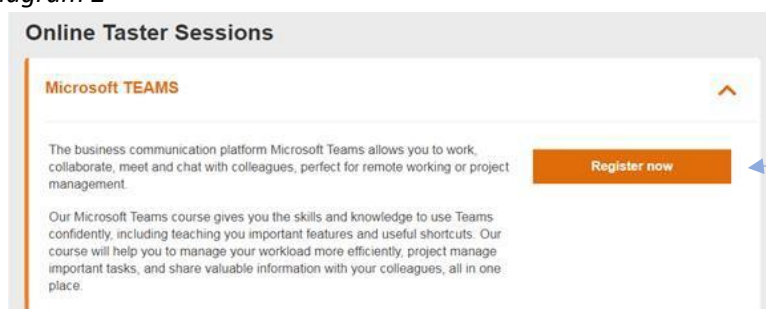 Online Taster Sessions
Microsoft TEAMS
The business communication platform Microsoft Teams allows you to work,
collaborate, meet and chat with colleagues, perfect for remote working or project
management.
Register now
Our Microsoft Teams course gives you the skills and knowledge to use Teams
confidently, including teaching you important features and useful shortcuts. Our
course will help you to manage your workload more efficiently, project manage
important tasks, and share valuable information with your colleagues, all in one
place.